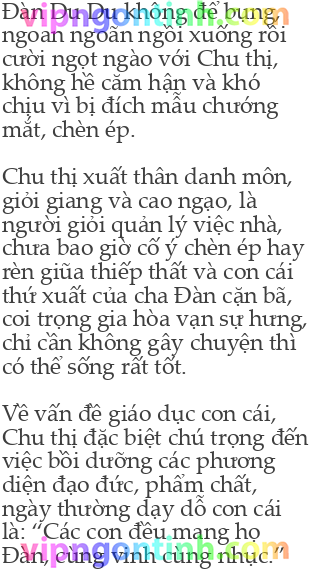 Đàn Du Du không để bụng,
ngoan ngoãn ngồi xuống rồi
cười ngọt ngào với Chu thị,
không hề căm hận và khó
chịu vì bị đích mẫu chướng
mắt, chèn ép.
Chu thị xuất thân danh môn,
giỏi giang và cao ngạo, là
người giỏi quản lý việc nhà,
chưa bao giờ cố ý chèn ép hay
rèn giũa thiếp thất và con cái
thứ xuất của cha Đàn cặn bã,
coi trọng gia hòa vạn sự hưng,
chỉ cần không gây chuyện thì
có thể sống rất tốt.
Về vấn đề giáo dục con cái,
Chu thị đặc biệt chú trọng đến
việc bồi dưỡng các phương
diện đạo đức, phẩm chất,
ngày thường dạy dỗ con cái
là: “Các con đều mang họ
Đàn, cùng vinh cùng nhục.”
vipngontinh.com
vipngontinh.com